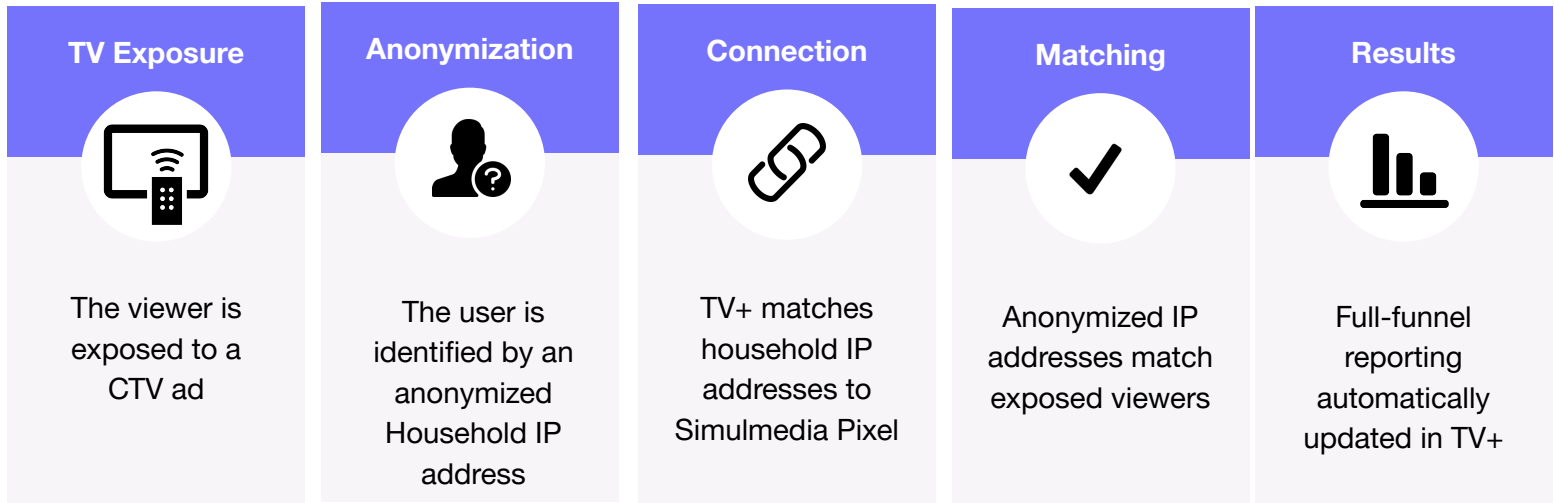 TV Exposure
The viewer is
exposed to a
CTV ad
Anonymization
?
The user is
identified by an
anonymized
Household IP
address
Connection
TV+ matches
household IP
addresses to
Simulmedia Pixel
Matching
Anonymized IP
addresses match
exposed viewers
Results
Full-funnel
reporting
automatically
updated in TV+